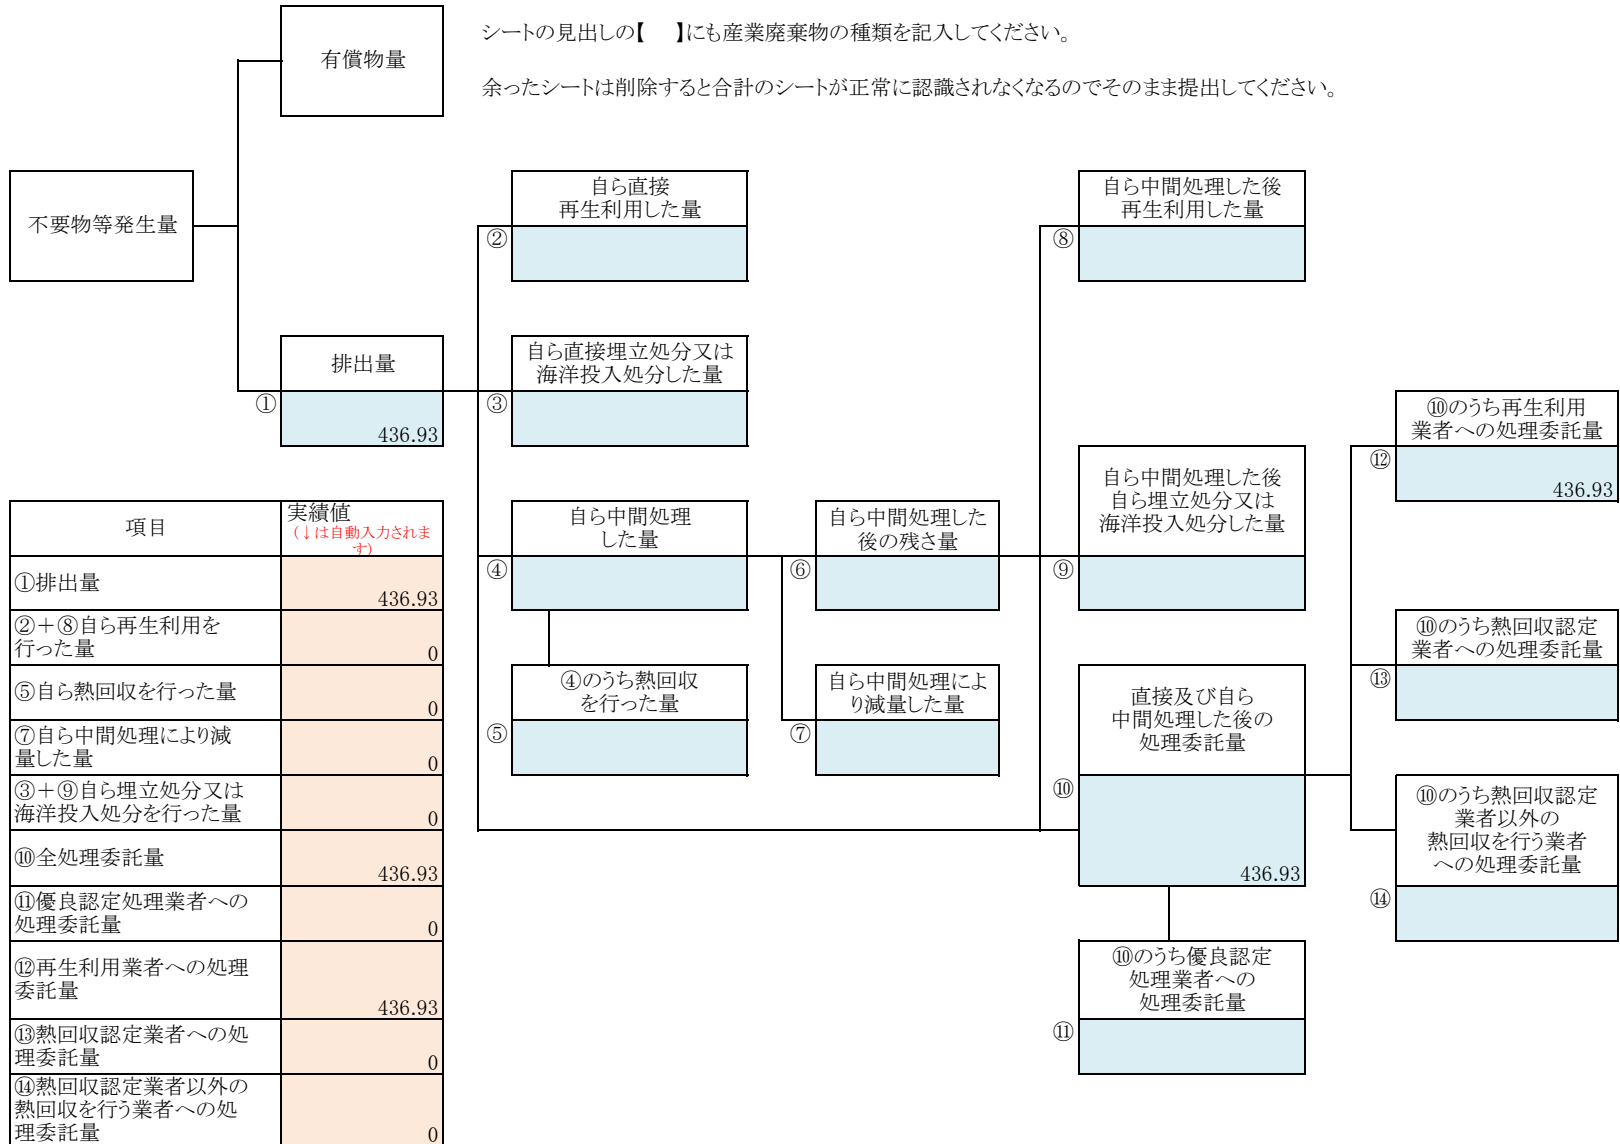 有償物量
シートの見出しの【　】にも産業廃棄物の種類を記入してください。
余ったシートは削除すると合計のシートが正常に認識されなくなるのでそのまま提出してください。
不要物等発生量
自ら直接
再生利用した量
②
自ら中間処理した後
再生利用した量
⑧
排出量
①
436.93
自ら直接埋立処分又は
海洋投入処分した量
③
⑩のうち再生利用
業者への処理委託量
⑫
436.93
自ら中間処理
した量
④
自ら中間処理した
後の残さ量
⑥
自ら中間処理した後
自ら埋立処分又は
海洋投入処分した量
⑨
④のうち熱回収
を行った量
⑤
自ら中間処理によ
り減量した量
⑦
直接及び自ら
中間処理した後の
処理委託量
⑩
436.93
⑩のうち熱回収認定
業者への処理委託量
⑬
⑩のうち熱回収認定
業者以外の
熱回収を行う業者
への処理委託量
⑭
⑩のうち優良認定
処理業者への
処理委託量
⑪
項目
実績値
(↓は自動入力されま
す)
①排出量
436.93
②＋⑧自ら再生利用を
行った量
0
⑤自ら熱回収を行った量
0
⑦自ら中間処理により減
量した量
0
③＋⑨自ら埋立処分又は
海洋投入処分を行った量
0
⑩全処理委託量
436.93
⑪優良認定処理業者への
処理委託量
0
⑫再生利用業者への処理
委託量
436.93
⑬熱回収認定業者への処
理委託量
0
⑭熱回収認定業者以外の
熱回収を行う業者への処
理委託量
0